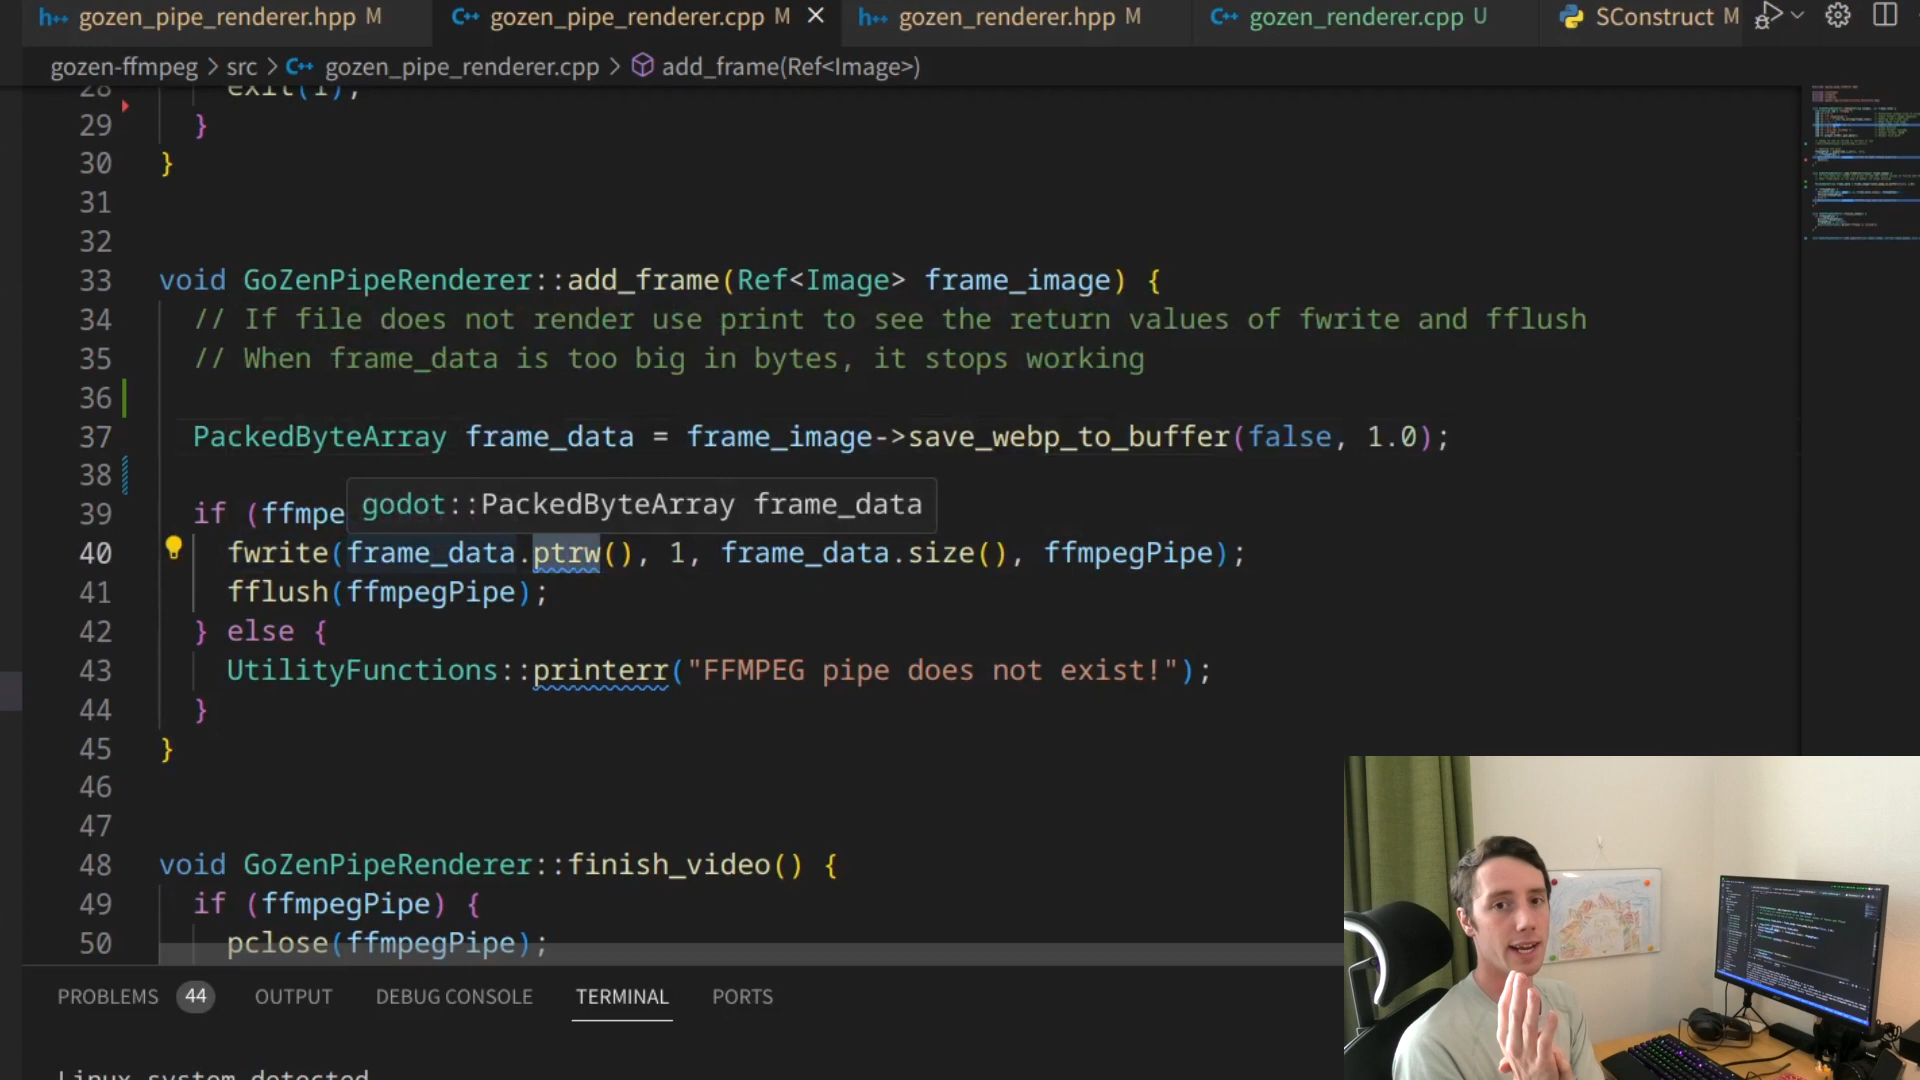 gozen_pipe_renderer.hpp M
gozen_pipe_renderer.cpp M
gozen_renderer.hpp M
gozen_renderer.cpp U
SConstruct M
gozen-ffmpeg > src > gozen_pipe_renderer.cpp > add_frame(Ref<Image>)
28 exit(1);
29 }
30 }
31
32
33 void GoZenPipeRenderer::add_frame(Ref<Image> frame_image) {
34 // If file does not render use print to see the return values of fwrite and fflush
35 // When frame_data is too big in bytes, it stops working
36
37 PackedByteArray frame_data = frame_image->save_webp_to_buffer(false, 1.0);
38
godot::PackedByteArray frame_data
39 if (ffmpe
40 fwrite(frame_data.ptrw(), 1, frame_data.size(), ffmpegPipe);
41 fflush(ffmpegPipe);
42 } else {
43 UtilityFunctions::printerr("FFMPEG pipe does not exist!");
44 }
45 }
46
47
48 void GoZenPipeRenderer::finish_video() {
49 if (ffmpegPipe) {
50 pclose(ffmpegPipe);
PROBLEMS 44 OUTPUT DEBUG CONSOLE TERMINAL PORTS
Linux system detected